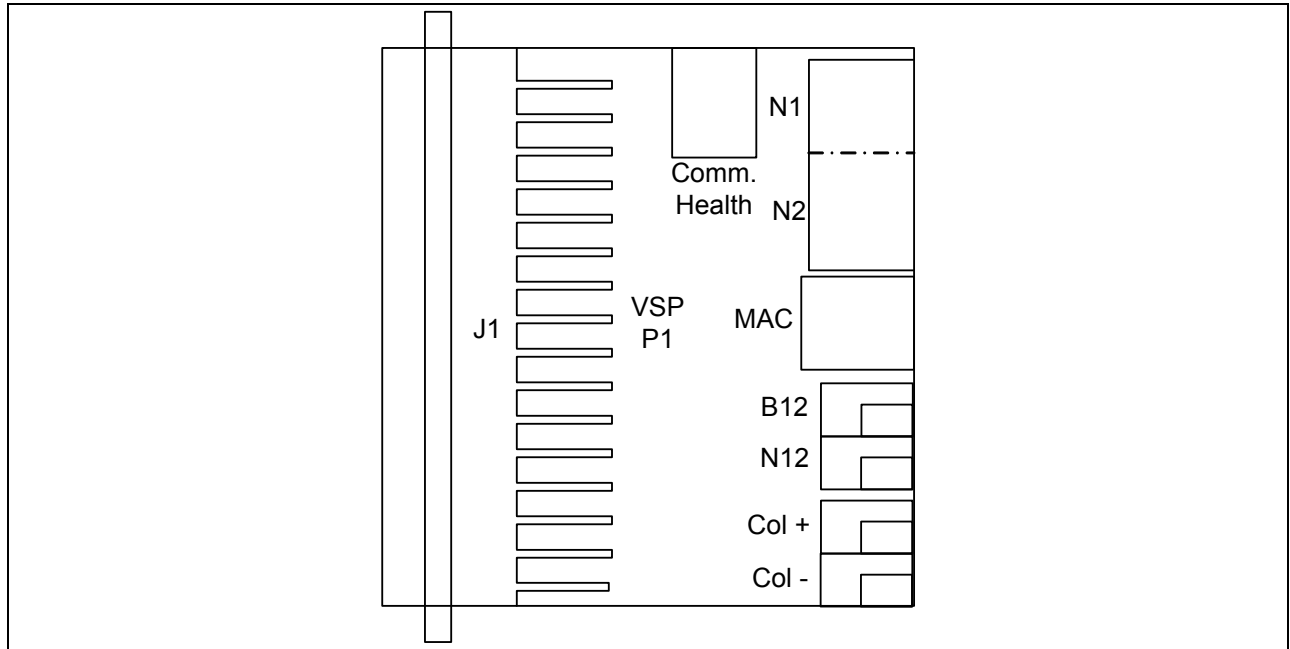 N1
Comm.
Health
N2
J1
VSP
P1
MAC
B12
N12
Col +
Col -